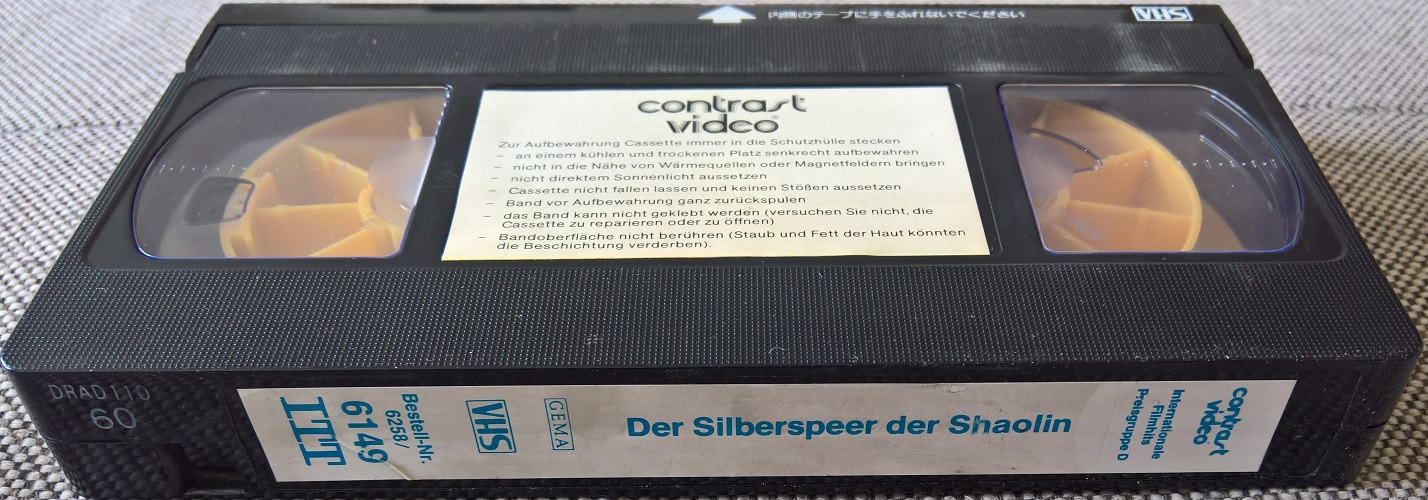 内側のテープに手をふれないでください
VHS
contrast
video
Zur Aufbewahrung Cassette immer in die Schutzhülle stecken
– an einem kühlen und trockenen Platz senkrecht aufbewahren
– nicht in die Nähe von Wärmequellen oder Magnetfeldern bringen
– nicht direktem Sonnenlicht aussetzen
– Cassette nicht fallen lassen und keinen Stößen aussetzen
– Band vor Aufbewahrung ganz zurückspulen
– das Band kann nicht geklebt werden (versuchen Sie nicht, die
Cassette zu reparieren oder zu öffnen)
– Bandoberfläche nicht berühren (Staub und Fett der Haut könnten
die Beschichtung verderben).
DRAD110
60
Bestell-Nr.
6258/
6149
ITT
VHS
GEMA
Der Silberspeer der Shaolin
contrast
video
Internationale
Filmhits
Preisgruppe D